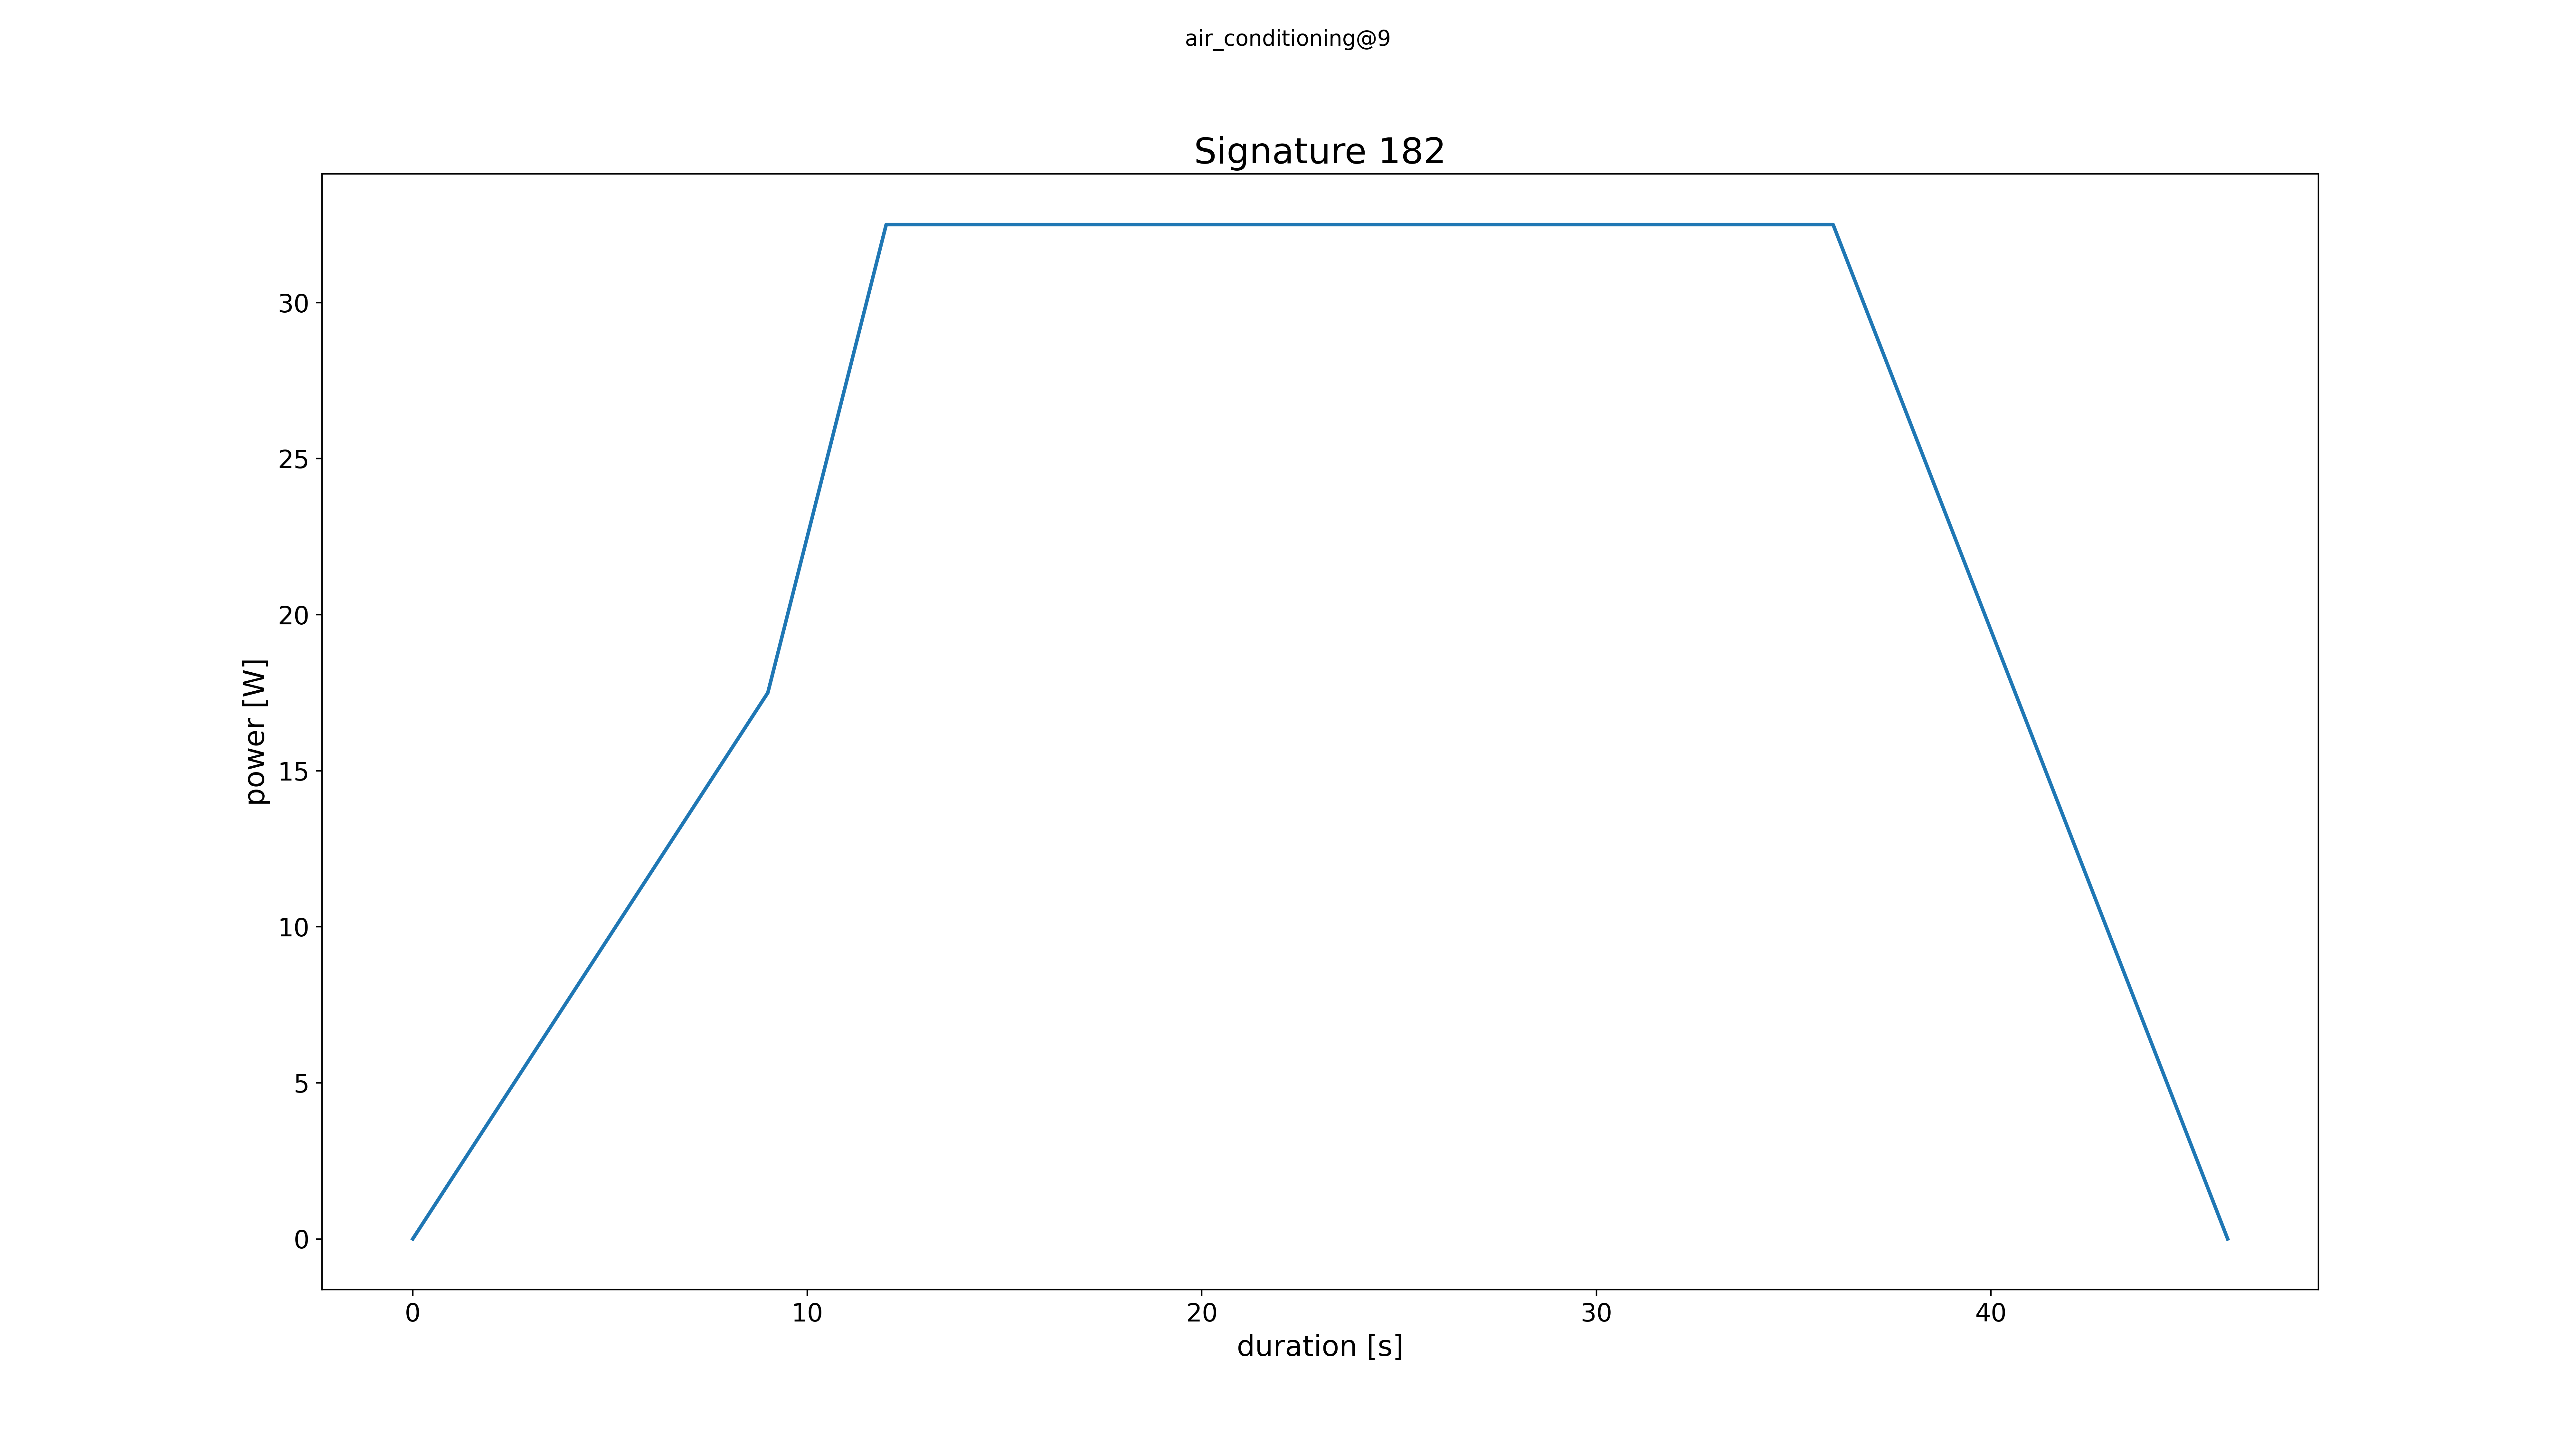 air_conditioning@9
Signature 182
power [W]
30
25
20
15
10
5
0
0 10 20 30 40
duration [s]